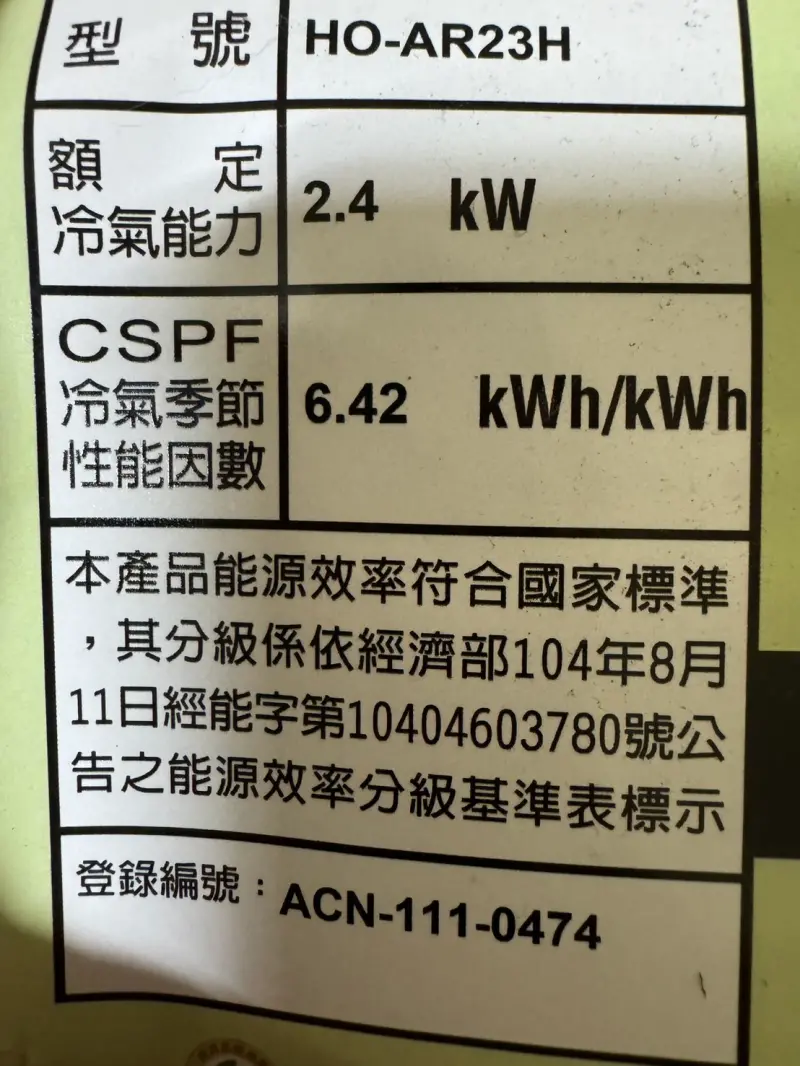 型號 HO-AR23H
額定
冷氣能力 2.4 kW
CSPF
冷氣季節
性能因數 6.42 kWh/kWh
本產品能源效率符合國家標準
，其分級係依經濟部104年8月
11日經能字第10404603780號公
告之能源效率分級基準表標示
登錄編號：ACN-111-0474